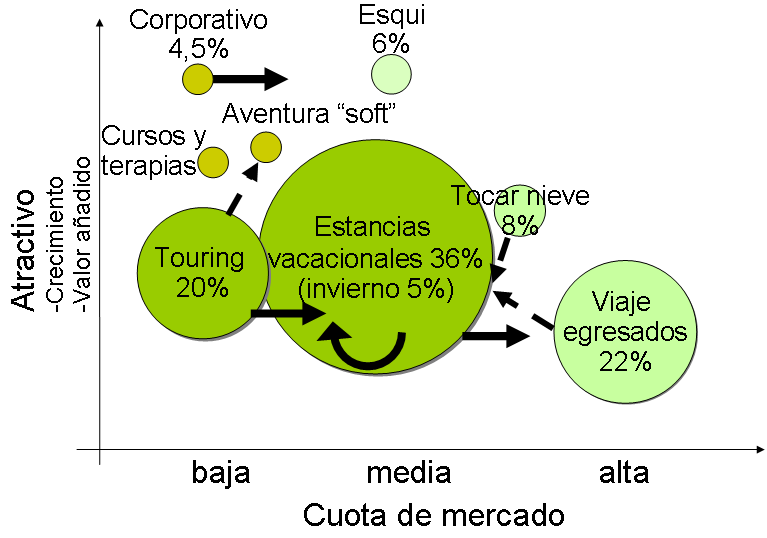 Corporativo
4,5%
Esqui
6%
Aventura “soft”
Cursos y
terapias
Tocar nieve
8%
Estancias
vacacionales 36%
(invierno 5%)
Touring
20%
Viaje
egresados
22%
Atractivo
-Crecimiento
-Valor añadido
baja
media
alta
Cuota de mercado